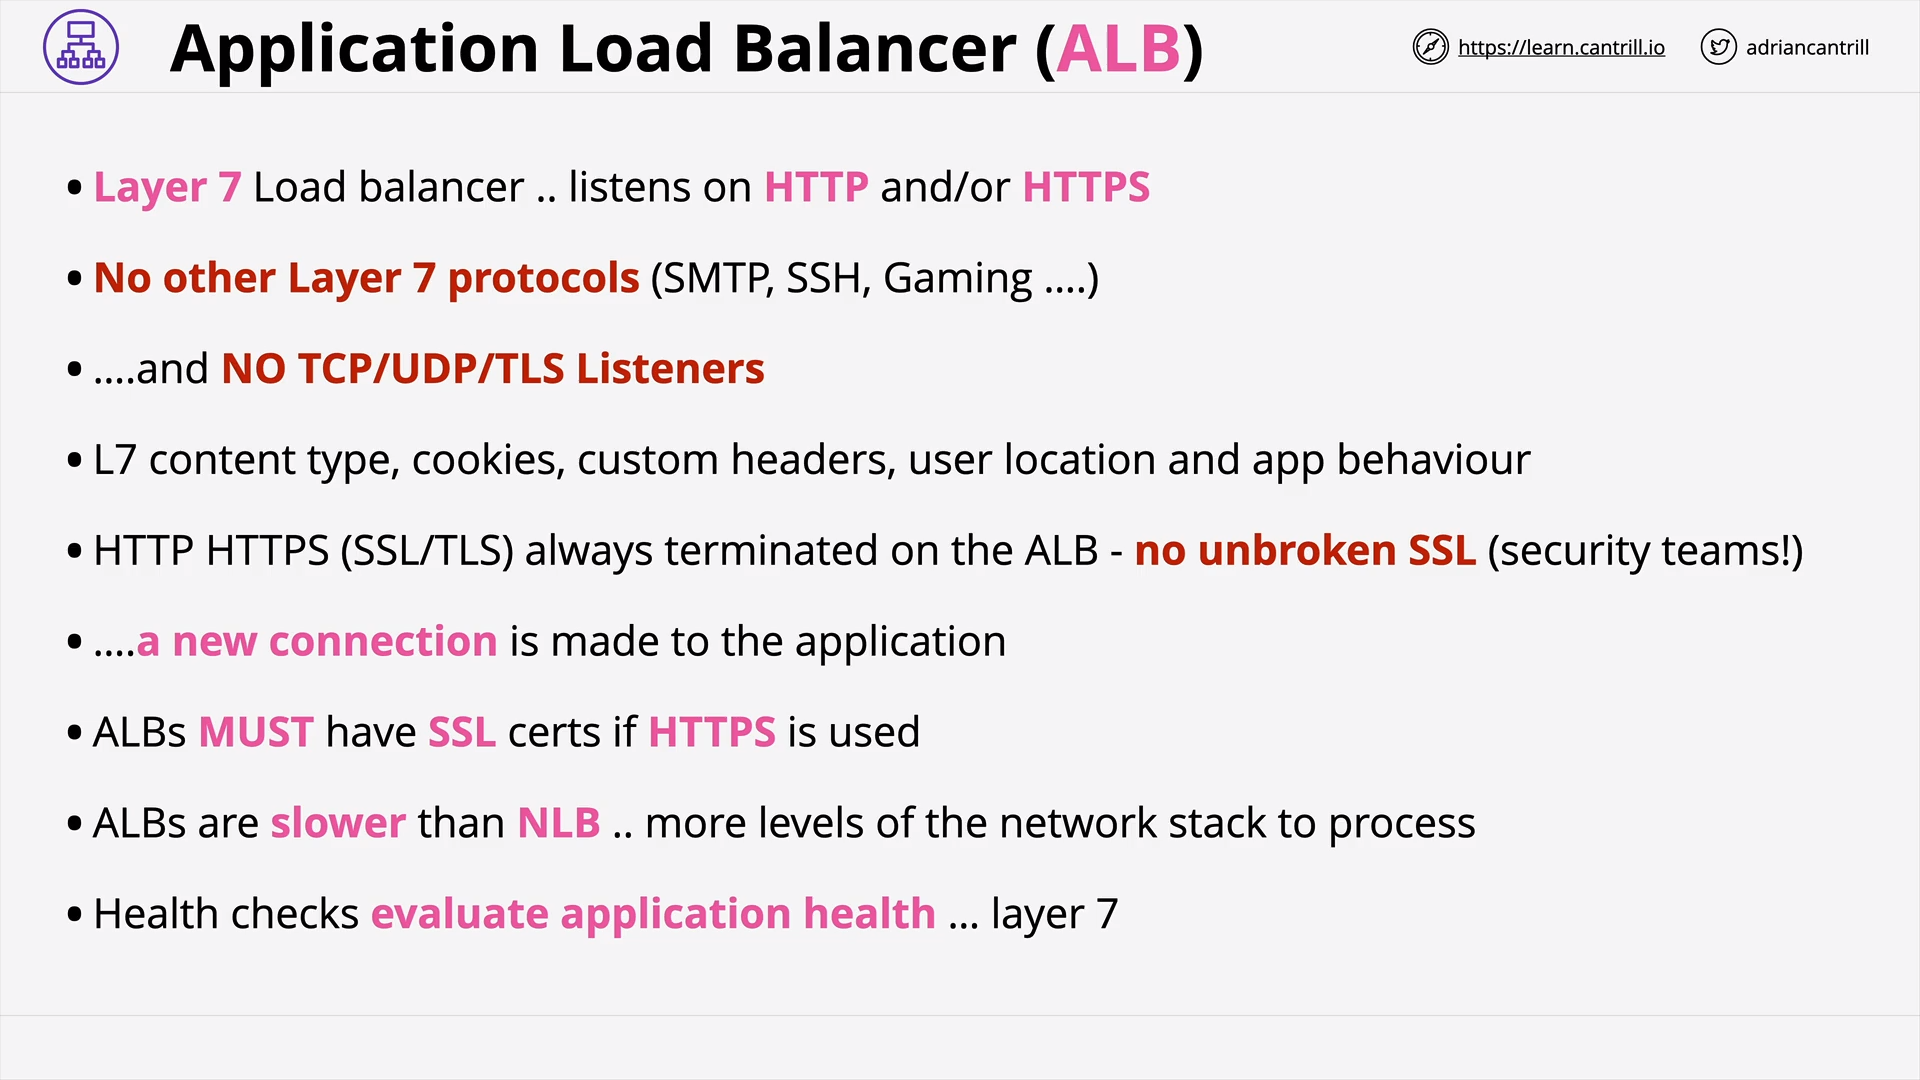 Application Load Balancer (ALB)
https://learn.cantrill.io
adriancantrill
• Layer 7 Load balancer .. listens on HTTP and/or HTTPS
• No other Layer 7 protocols (SMTP, SSH, Gaming ....)
• ....and NO TCP/UDP/TLS Listeners
• L7 content type, cookies, custom headers, user location and app behaviour
• HTTP HTTPS (SSL/TLS) always terminated on the ALB - no unbroken SSL (security teams!)
• ....a new connection is made to the application
• ALBs MUST have SSL certs if HTTPS is used
• ALBs are slower than NLB .. more levels of the network stack to process
• Health checks evaluate application health ... layer 7